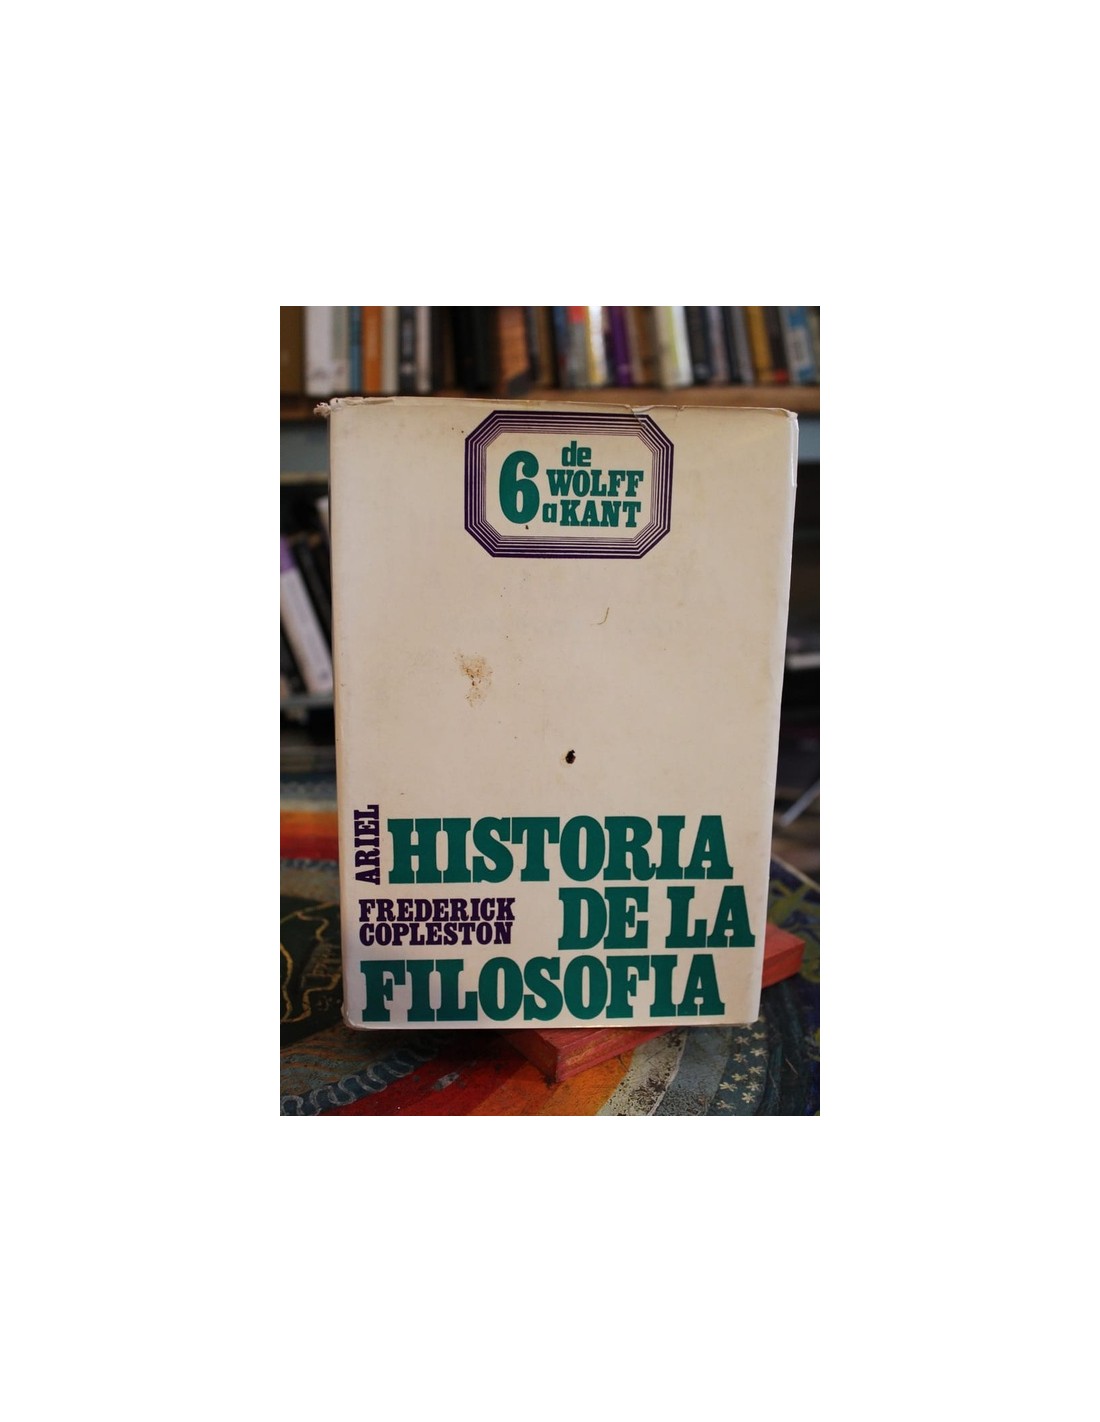 6 de
WOLFF
a KANT
ARIEL
HISTORIA
FREDERICK
COPLESTON
DE LA
FILOSOFIA